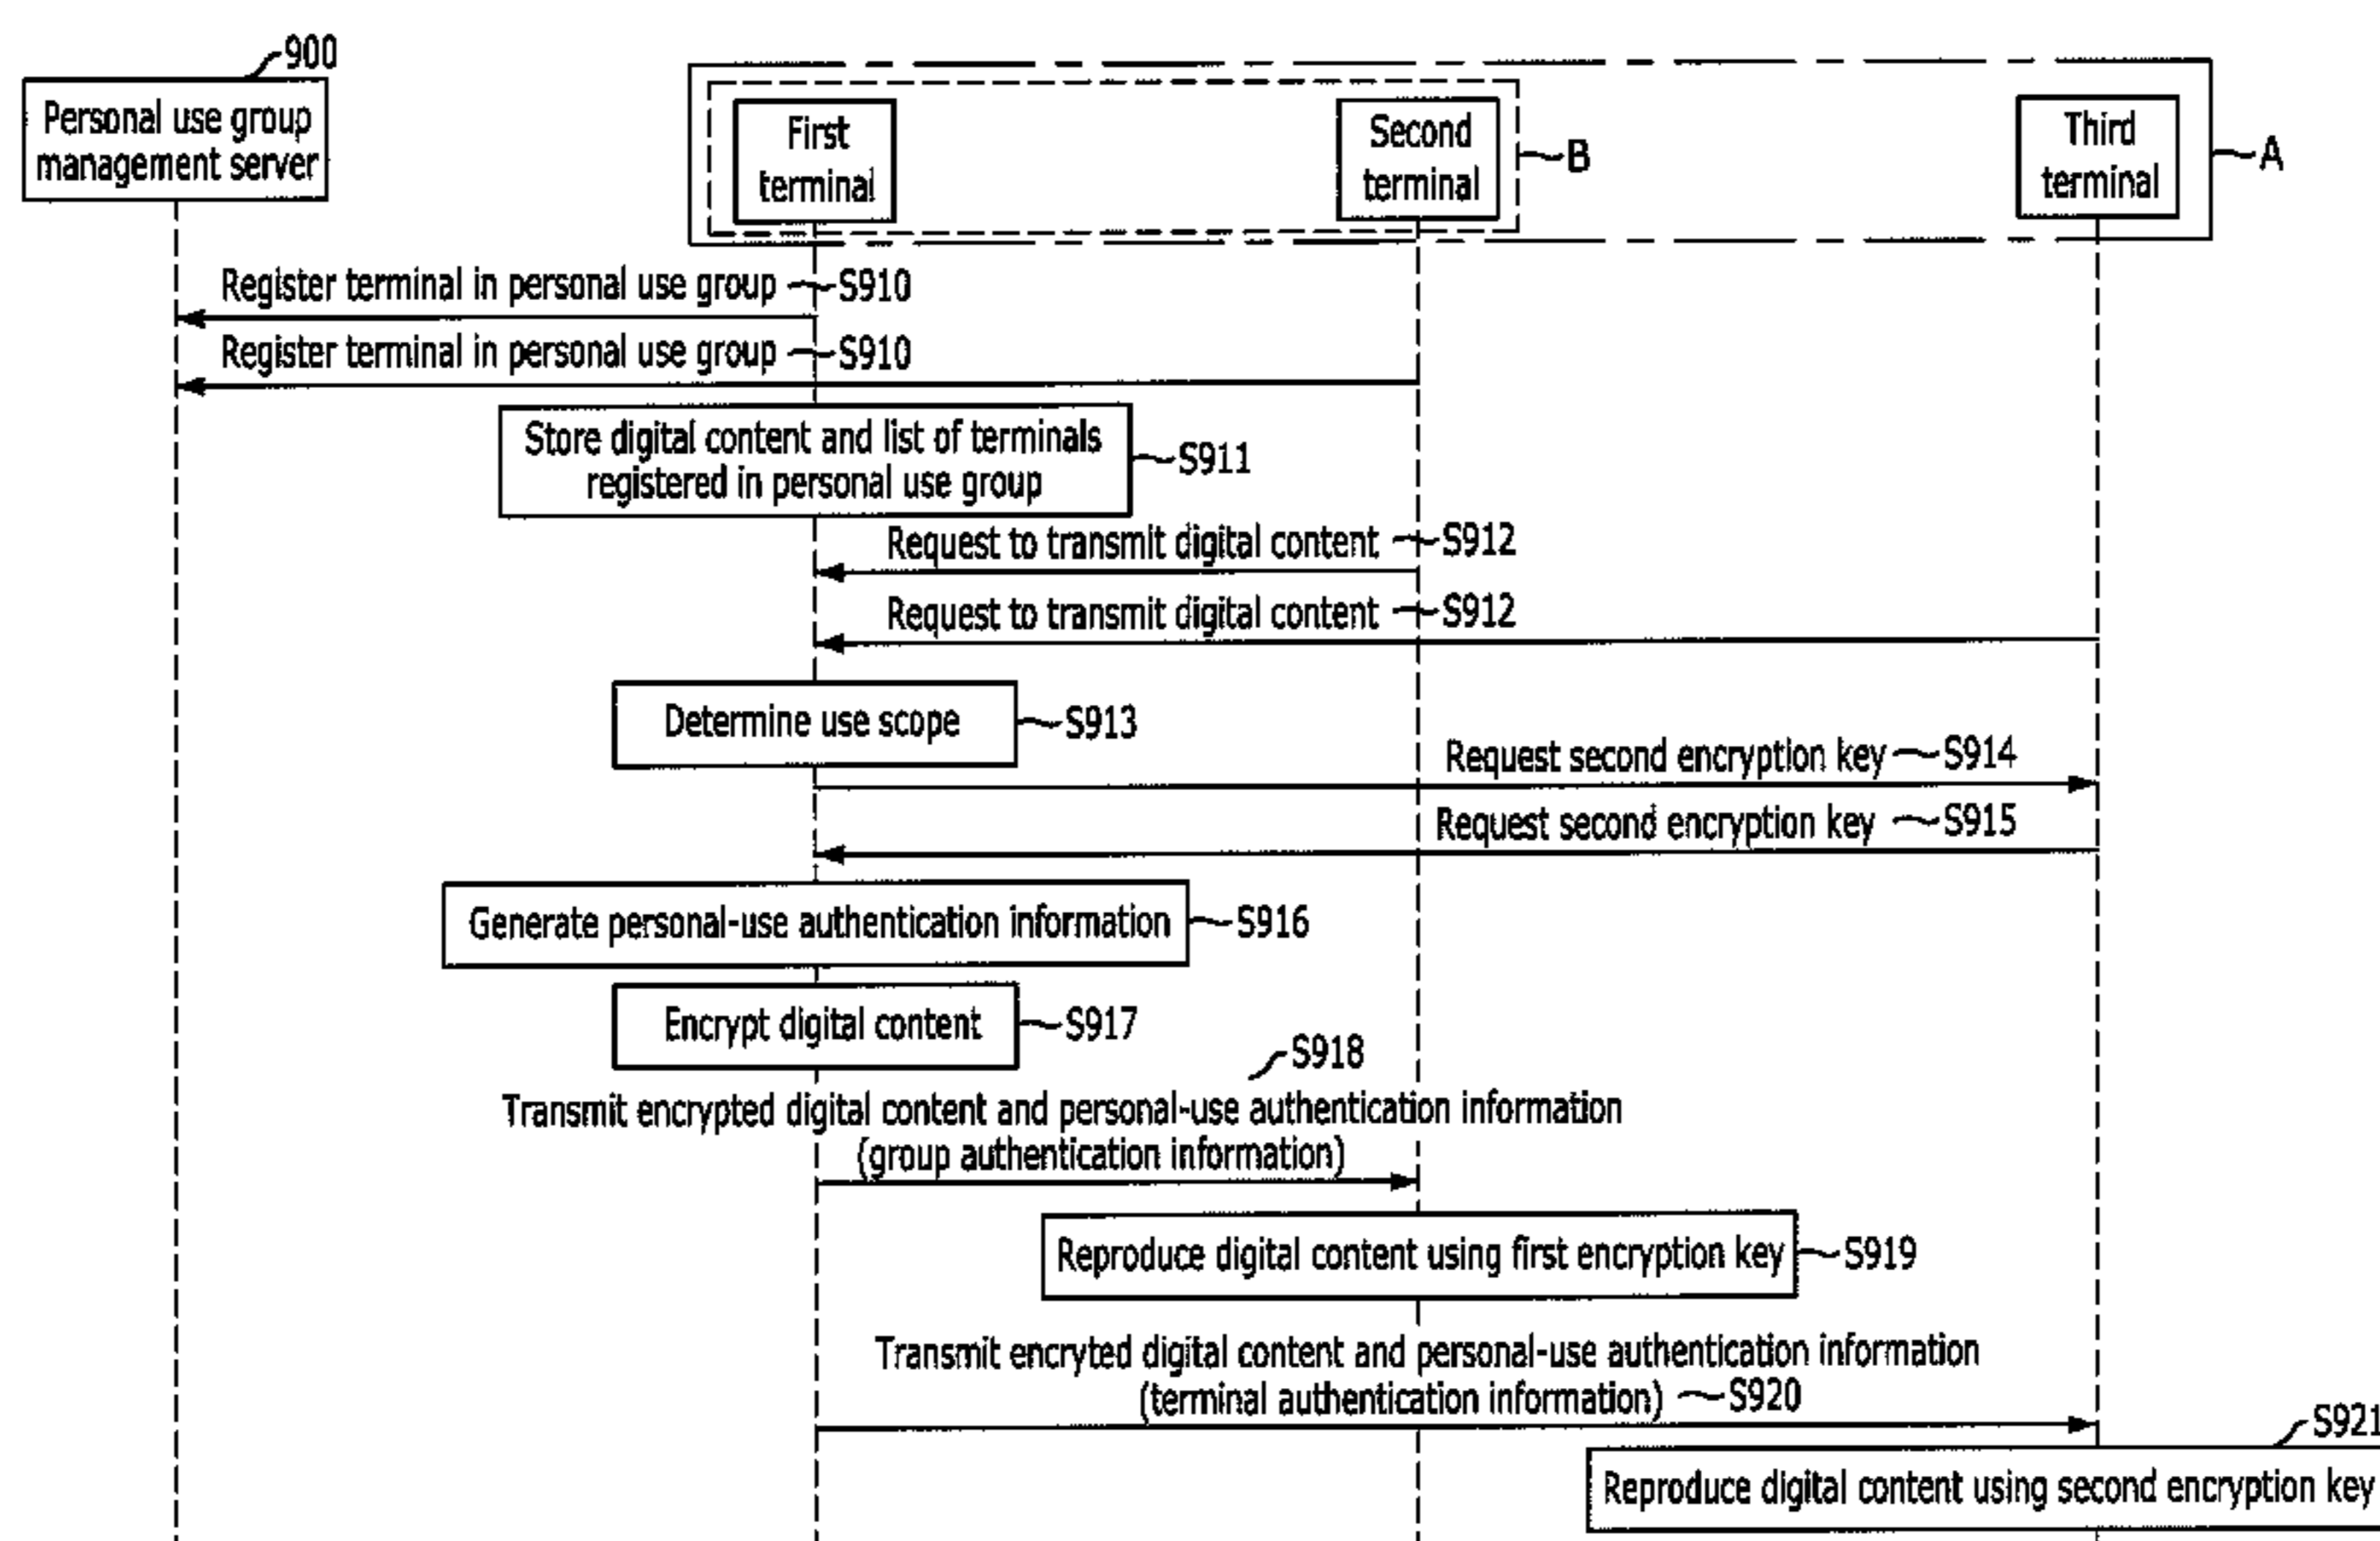 900
Personal use group
management server
First
terminal
Second
terminal
B
Third
terminal
A
Register terminal in personal use group S910
Register terminal in personal use group S910
Store digital content and list of terminals
registered in personal use group
S911
Request to transmit digital content S912
Request to transmit digital content S912
Determine use scope S913
Request second encryption key S914
Request second encryption key S915
Generate personal-use authentication information S916
Encrypt digital content S917
S918
Transmit encrypted digital content and personal-use authentication information
(group authentication information)
Reproduce digital content using first encryption key S919
Transmit encryted digital content and personal-use authentication information
(terminal authentication information) S920
S921
Reproduce digital content using second encryption key